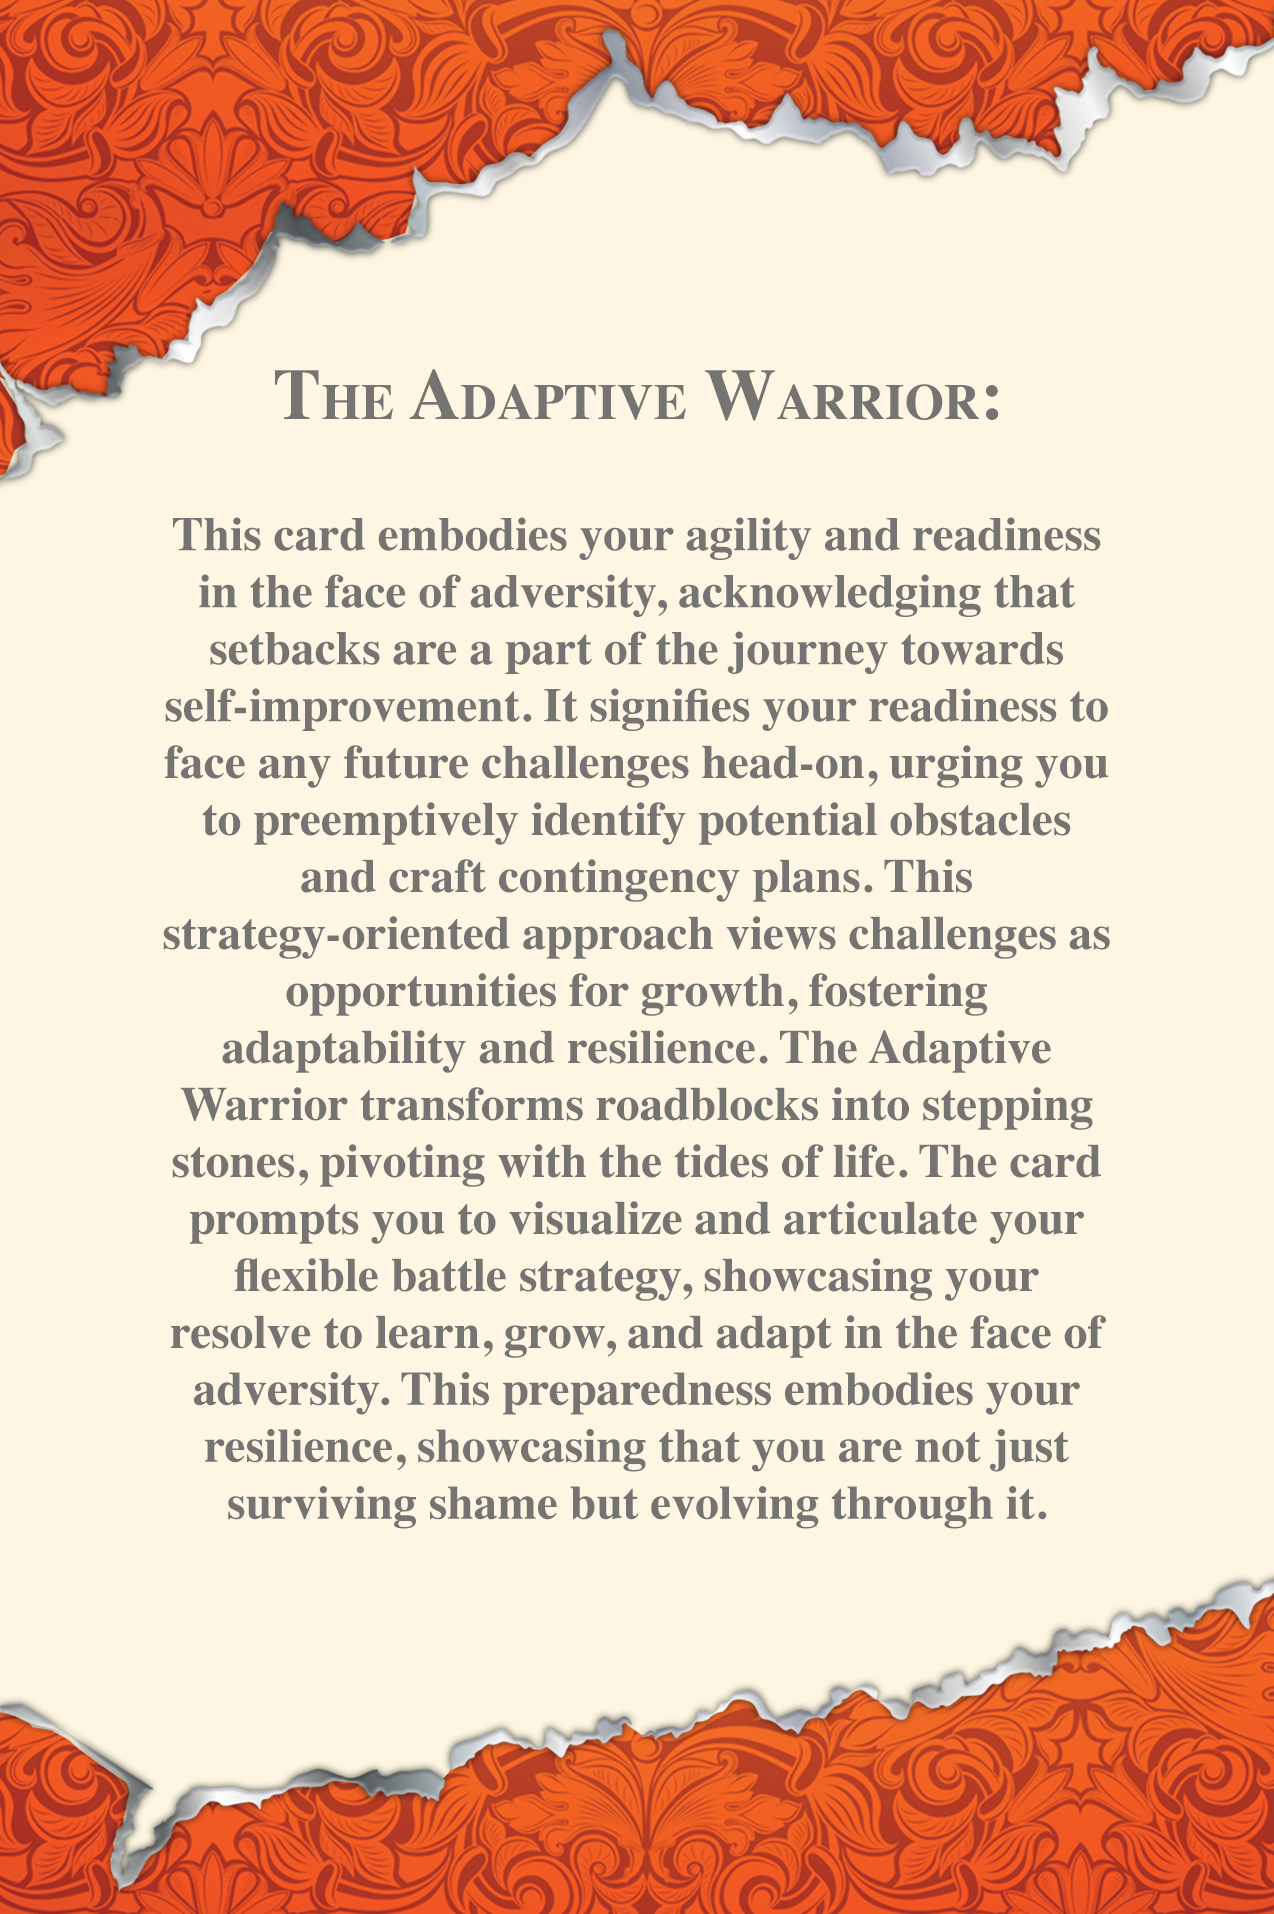 The Adaptive Warrior:
This card embodies your agility and readiness
in the face of adversity, acknowledging that
setbacks are a part of the journey towards
self-improvement. It signifies your readiness to
face any future challenges head-on, urging you
to preemptively identify potential obstacles
and craft contingency plans. This
strategy-oriented approach views challenges as
opportunities for growth, fostering
adaptability and resilience. The Adaptive
Warrior transforms roadblocks into stepping
stones, pivoting with the tides of life. The card
prompts you to visualize and articulate your
flexible battle strategy, showcasing your
resolve to learn, grow, and adapt in the face of
adversity. This preparedness embodies your
resilience, showcasing that you are not just
surviving shame but evolving through it.